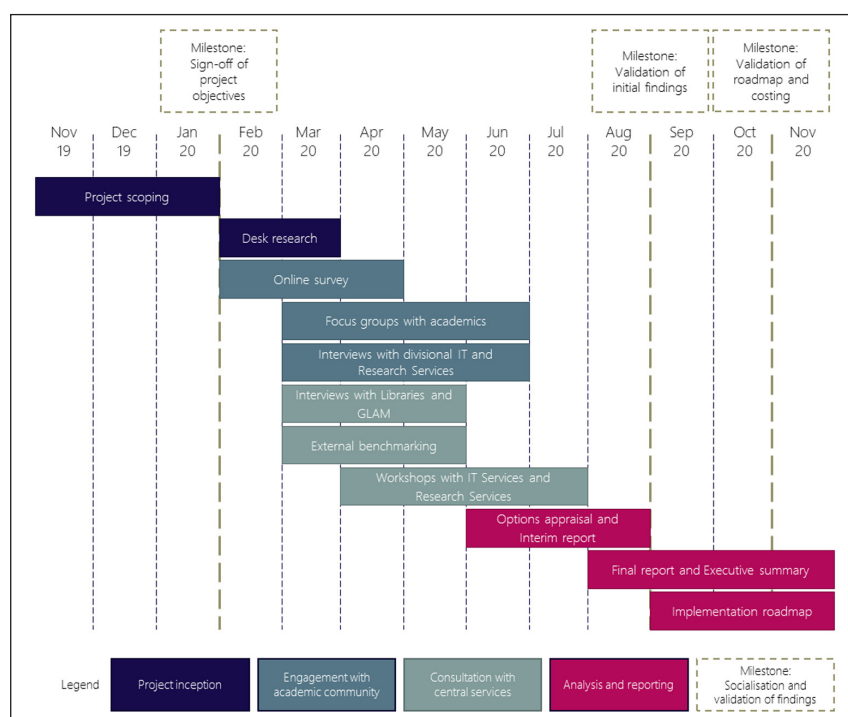 Milestone:
Sign-off of
project
objectives
Milestone:
Validation of
initial findings
Milestone:
Validation of
roadmap and
costing
Nov
19
Dec
19
Jan
20
Feb
20
Mar
20
Apr
20
May
20
Jun
20
Jul
20
Aug
20
Sep
20
Oct
20
Nov
20
Project scoping
Desk research
Online survey
Focus groups with academics
Interviews with divisional IT and
Research Services
Interviews with Libraries and
GLAM
External benchmarking
Workshops with IT Services and
Research Services
Options appraisal and
Interim report
Final report and Executive summary
Implementation roadmap
Legend
Project inception
Engagement with
academic community
Consultation with
central services
Analysis and reporting
Milestone:
Socialisation and
validation of findings